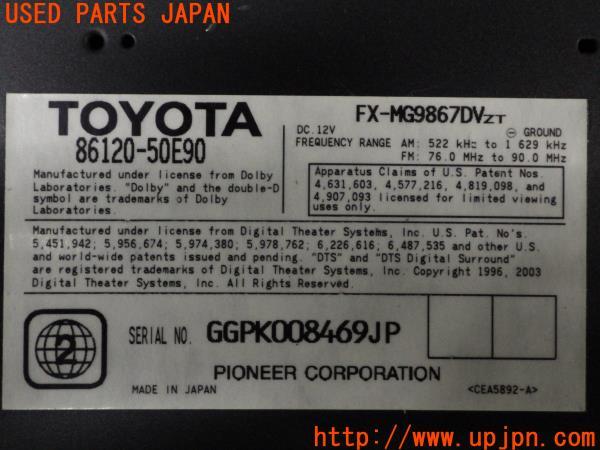 USED PARTS JAPAN
TOYOTA
86120-50E90
FX-MG9867DVZT
DC.12V
⊖ GROUND
FREQUENCY RANGE AM: 522 kHz to 1 629 kHz
FM: 76.0 MHz to 90.0 MHz
Manufactured under license from Dolby
Laboratories. "Dolby" and the double-D
symbol are trademarks of Dolby
Laboratories.
Apparatus Claims of U.S. Patent Nos.
4,631,603, 4,577,216, 4,819,098, and
4,907,093 licensed for limited viewing
uses only.
Manufactured under license from Digital Theater Systems, Inc. U.S. Pat. No's.
5,451,942; 5,956,674; 5,974,380; 5,978,762; 6,226,616; 6,487,535 and other U.S.
and world-wide patents issued and pending. "DTS" and "DTS Digital Surround"
are registered trademarks of Digital Theater Systems, Inc. Copyright 1996, 2003
Digital Theater Systems, Inc. All Rights Reserved.
2
SERIAL NO. GGPK008469JP
PIONEER CORPORATION
MADE IN JAPAN
<CEA5892-A>
http://www.upjpn.com/